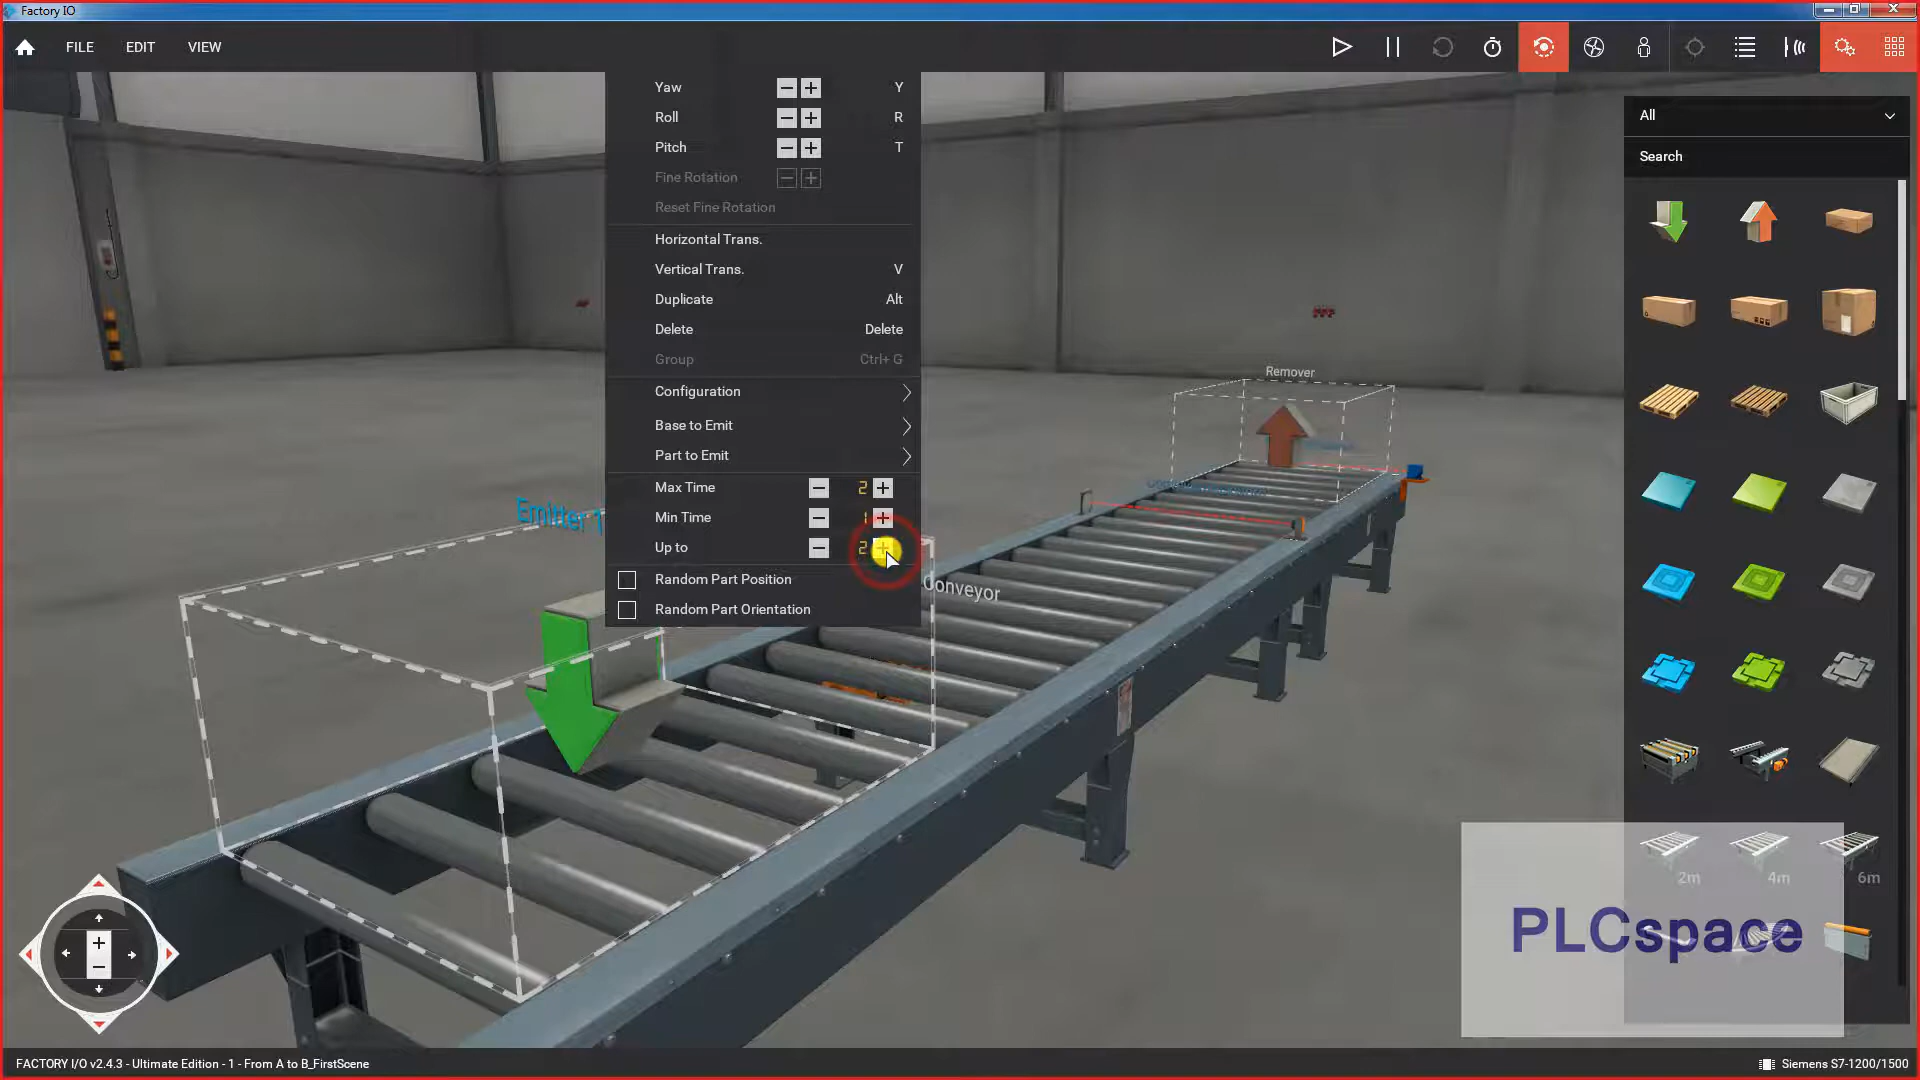 Factory IO
FILE
EDIT
VIEW
Yaw
Y
Roll
R
Pitch
T
Fine Rotation
Reset Fine Rotation
Horizontal Trans.
Vertical Trans.
V
Duplicate
Alt
Delete
Delete
Group
Ctrl+ G
Configuration
Base to Emit
Part to Emit
Max Time
2
Min Time
1
Up to
2
Random Part Position
Random Part Orientation
Emitter 1
Conveyor
Remover
All
Search
2m
4m
6m
PLCspace
FACTORY I/O v2.4.3 - Ultimate Edition - 1 - From A to B_FirstScene
Siemens S7-1200/1500